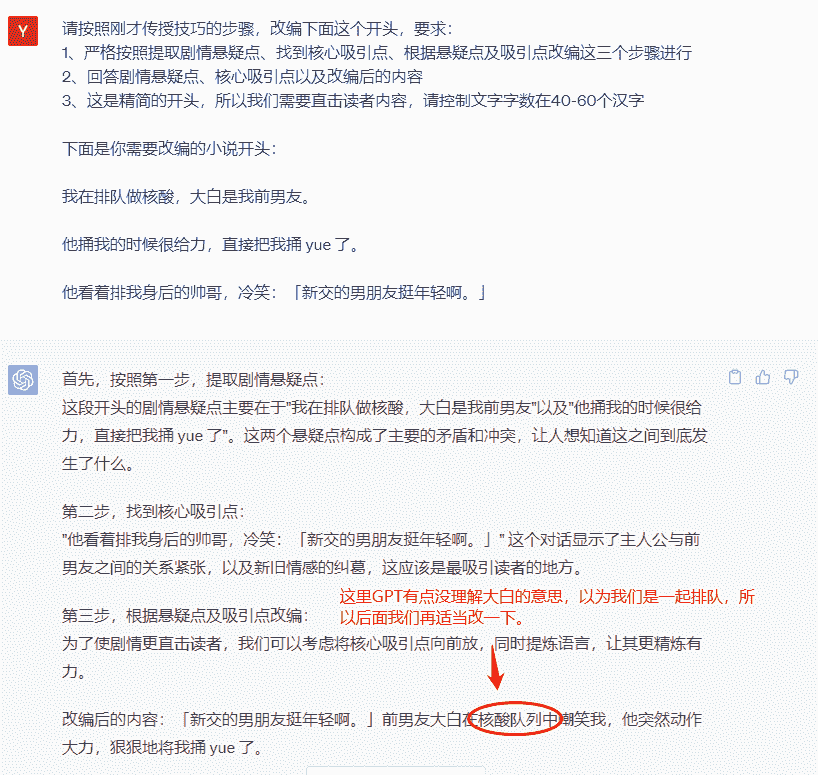 Y
请按照刚才传授技巧的步骤，改编下面这个开头，要求：
1、严格按照提取剧情悬疑点、找到核心吸引点、根据悬疑点及吸引点改编这三个步骤进行
2、回答剧情悬疑点、核心吸引点以及改编后的内容
3、这是精简的开头，所以我们需要直击读者内容，请控制文字字数在40-60个汉字
下面是你需要改编的小说开头：
我在排队做核酸，大白是我前男友。
他捅我的时候很给力，直接把我捅 yue 了。
他看着排我身后的帅哥，冷笑：「新交的男朋友挺年轻啊。」
首先，按照第一步，提取剧情悬疑点：
这段开头的剧情悬疑点主要在于"我在排队做核酸，大白是我前男友"以及"他捅我的时候很给
力，直接把我捅 yue 了"。这两个悬疑点构成了主要的矛盾和冲突，让人想知道这之间到底发
生了什么。
第二步，找到核心吸引点：
"他看着排我身后的帅哥，冷笑：「新交的男朋友挺年轻啊。」" 这个对话显示了主人公与前
男友之间的关系紧张，以及新旧情感的纠葛，这应该是最吸引读者的地方。
这里GPT有点没理解大白的意思，以为我们是一起排队，所
以后面我们再适当改一下。
第三步，根据悬疑点及吸引点改编：
为了使剧情更直击读者，我们可以考虑将核心吸引点向前放，同时提炼语言，让其更精炼有
力。
改编后的内容：「新交的男朋友挺年轻啊。」前男友大白在核酸队列中嘲笑我，他突然动作
大力，狠狠地将我捅 yue 了。